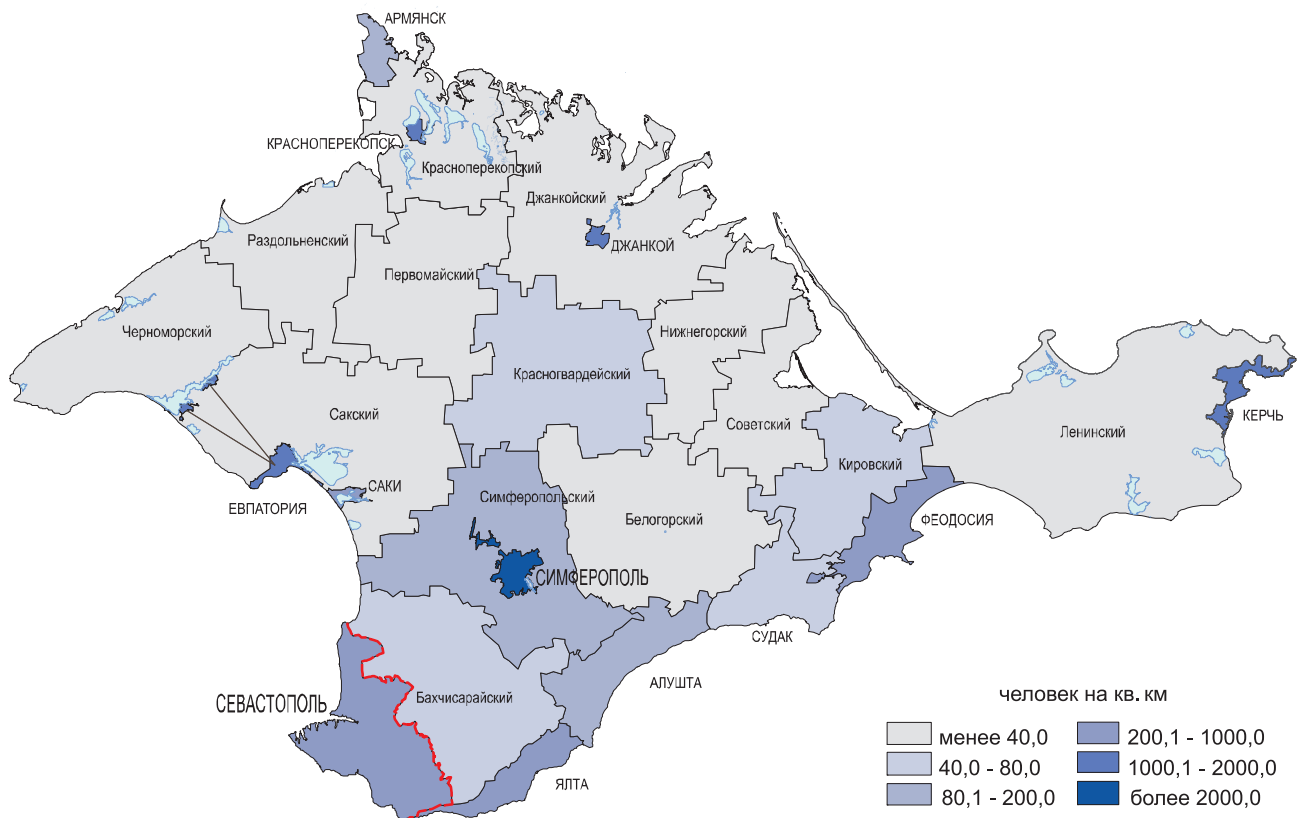 АРМЯНСК
КРАСНОПЕРЕКОПСК
Красноперекопский
Джанкойский
ДЖАНКОЙ
Раздольненский
Первомайский
Черноморский
Нижнегорский
Красногвардейский
Сакский
Советский
Ленинский
КЕРЧЬ
Кировский
САКИ
ЕВПАТОРИЯ
Симферопольский
Белогорский
ФЕОДОСИЯ
СИМФЕРОПОЛЬ
СУДАК
АЛУШТА
СЕВАСТОПОЛЬ
Бахчисарайский
ЯЛТА
человек на кв. км
менее 40,0
40,0 - 80,0
80,1 - 200,0
200,1 - 1000,0
1000,1 - 2000,0
более 2000,0